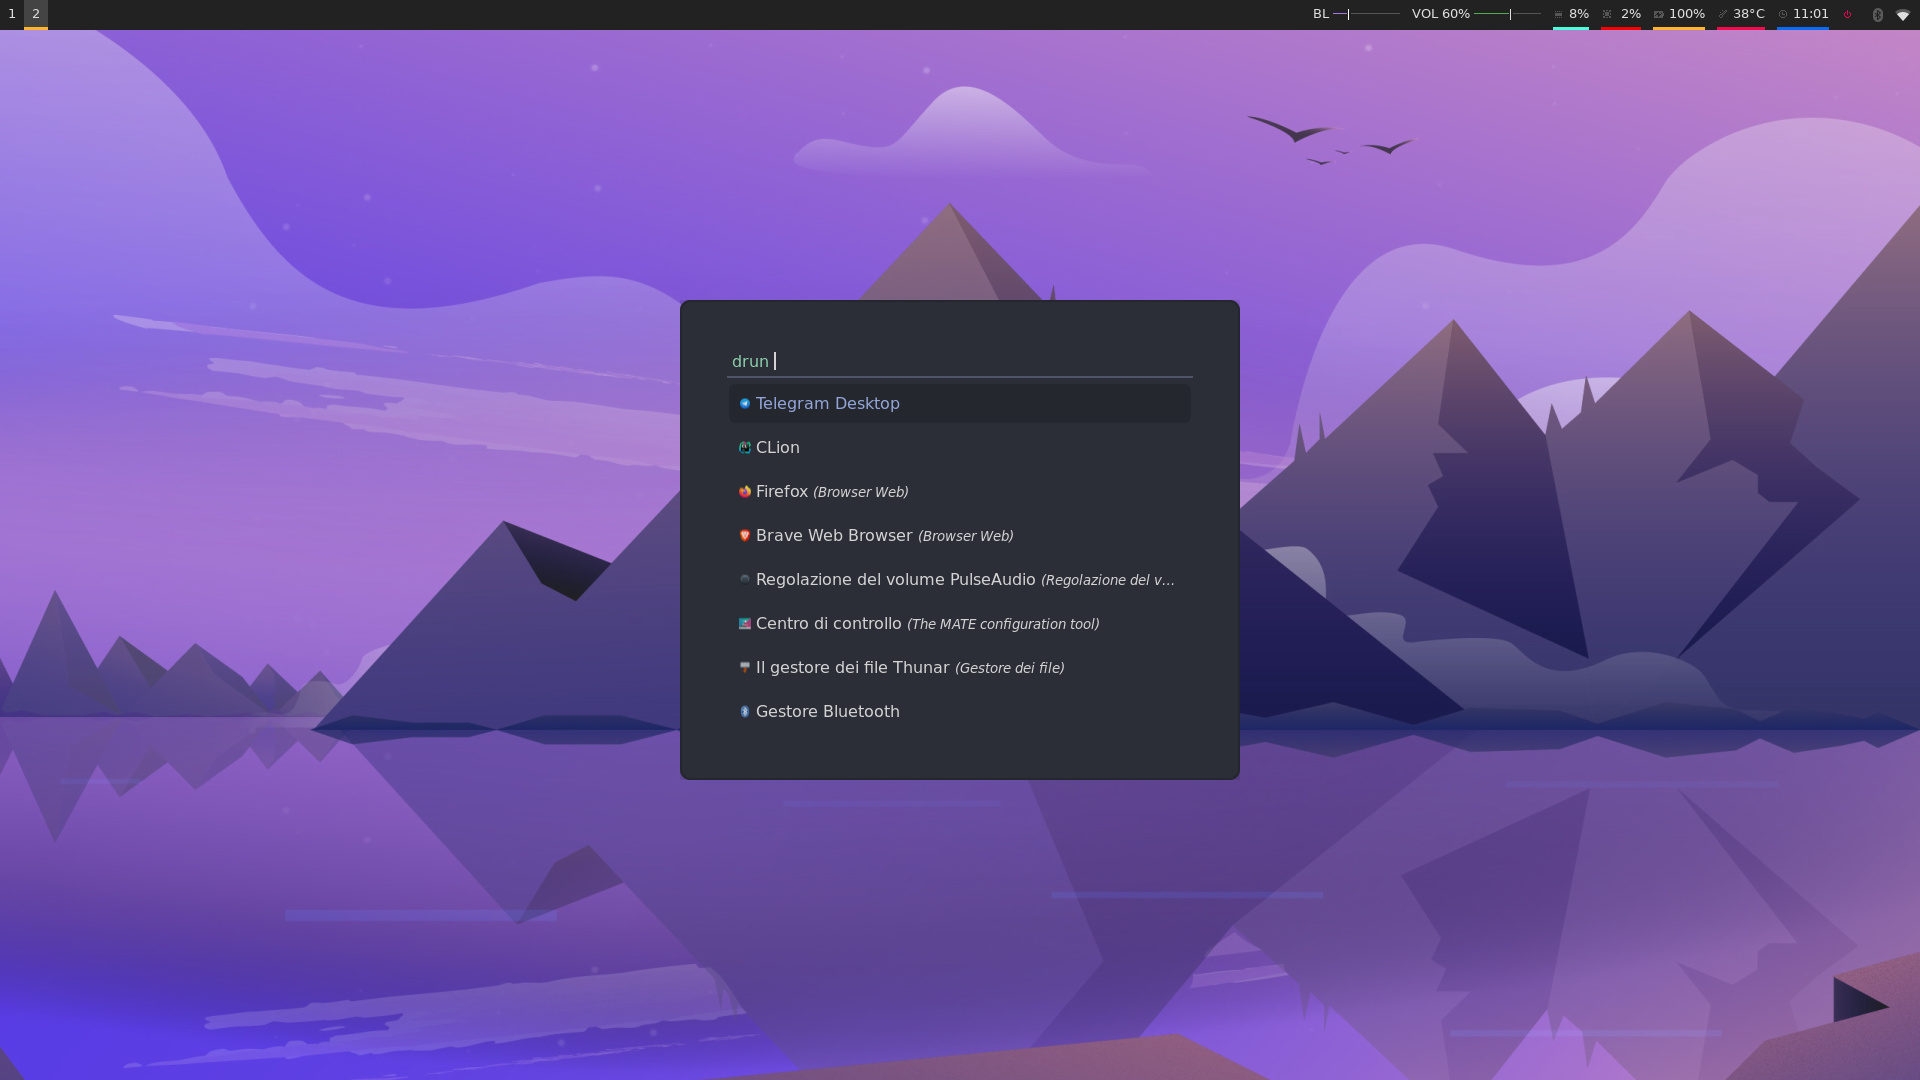 1 2 BL VOL 60% 8% 2% 100% 38°C 11:01
drun
Telegram Desktop
CLion
Firefox (Browser Web)
Brave Web Browser (Browser Web)
Regolazione del volume PulseAudio (Regolazione del v...
Centro di controllo (The MATE configuration tool)
Il gestore dei file Thunar (Gestore dei file)
Gestore Bluetooth